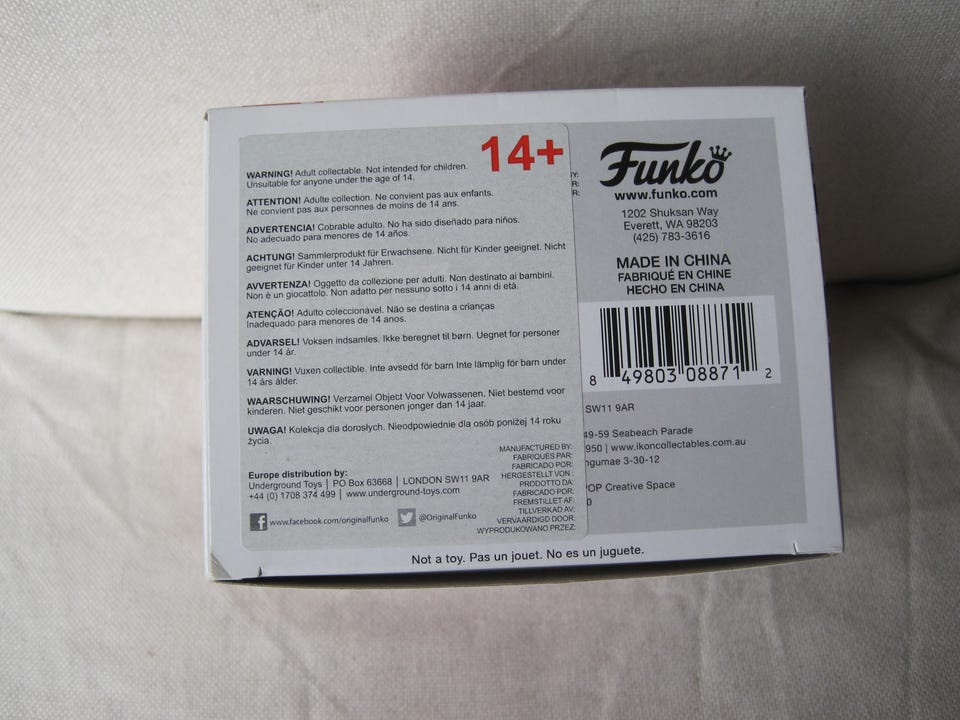 14+
WARNING! Adult collectable. Not intended for children.
Unsuitable for anyone under the age of 14.
ATTENTION! Adulte collection. Ne convient pas aux enfants.
Ne convient pas aux personnes de moins de 14 ans.
ADVERTENCIA! Cobrable adulto. No ha sido diseñado para niños.
No adecuado para menores de 14 años.
ACHTUNG! Sammlerprodukt für Erwachsene. Nicht für Kinder geeignet. Nicht
geeignet für Kinder unter 14 Jahren.
AVVERTENZA! Oggetto da collezione per adulti. Non destinato ai bambini.
Non è un giocattolo. Non adatto per nessuno sotto i 14 anni di età.
ATENÇÃO! Adulto coleccionável. Não se destina a crianças
Inadequado para menores de 14 anos.
ADVARSEL! Voksen indsamles. Ikke beregnet til børn. Uegnet for personer
under 14 år.
VARNING! Vuxen collectible. Inte avsedd för barn Inte lämplig för barn under
14 års ålder.
WAARSCHUWING! Verzamel Object Voor Volwassenen. Niet bestemd voor
kinderen. Niet geschikt voor personen jonger dan 14 jaar.
UWAGA! Kolekcja dla dorosłych. Nieodpowiednie dla osób poniżej 14 roku
życia.
MANUFACTURED BY:
FABRIQUÉS PAR:
FABRICADO POR:
HERGESTELLT VON :
PRODOTTO DA:
FABRICADO POR:
FREMSTILLET AF:
TILLVERKAD AV:
VERVAARDIGD DOOR:
WYPRODUKOWANO PRZEZ:
Europe distribution by:
Underground Toys | PO Box 63668 | LONDON SW11 9AR
+44 (0) 1708 374 499 | www.underground-toys.com
www.facebook.com/originalfunko @OriginalFunko
Y:
R:
R:
Funko
www.funko.com
1202 Shuksan Way
Everett, WA 98203
(425) 783-3616
MADE IN CHINA
FABRIQUÉ EN CHINE
HECHO EN CHINA
8 49803 08871 2
SW11 9AR
49-59 Seabeach Parade
950 | www.ikoncollectables.com.au
ngumae 3-30-12
POP Creative Space
0
Not a toy. Pas un jouet. No es un juguete.